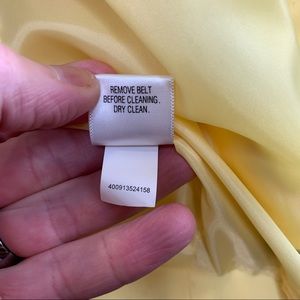 REMOVE BELT
BEFORE CLEANING.
DRY CLEAN.
400913524158